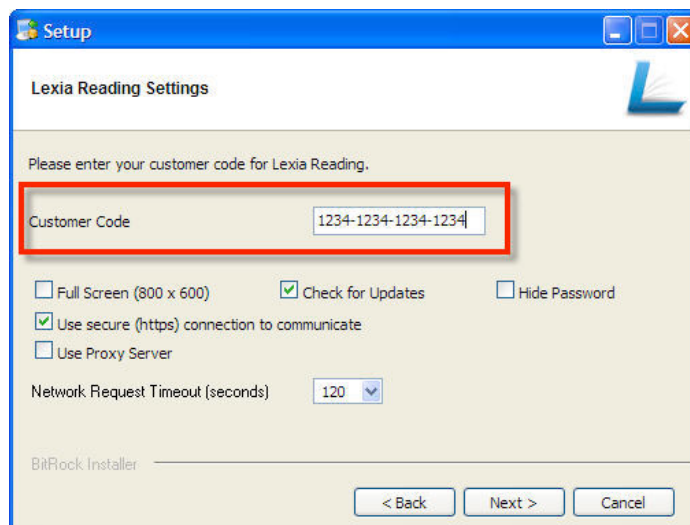 Setup
Lexia Reading Settings
Please enter your customer code for Lexia Reading.
Customer Code 1234-1234-1234-1234
Full Screen (800 x 600) Check for Updates Hide Password
Use secure (https) connection to communicate
Use Proxy Server
Network Request Timeout (seconds) 120
BitRock Installer
< Back Next > Cancel